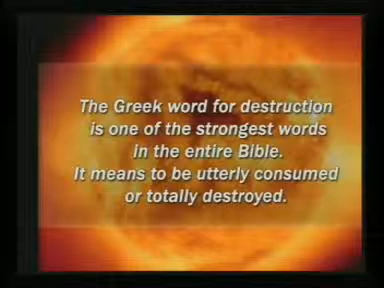 The Greek word for destruction
is one of the strongest words
in the entire Bible.
It means to be utterly consumed
or totally destroyed.